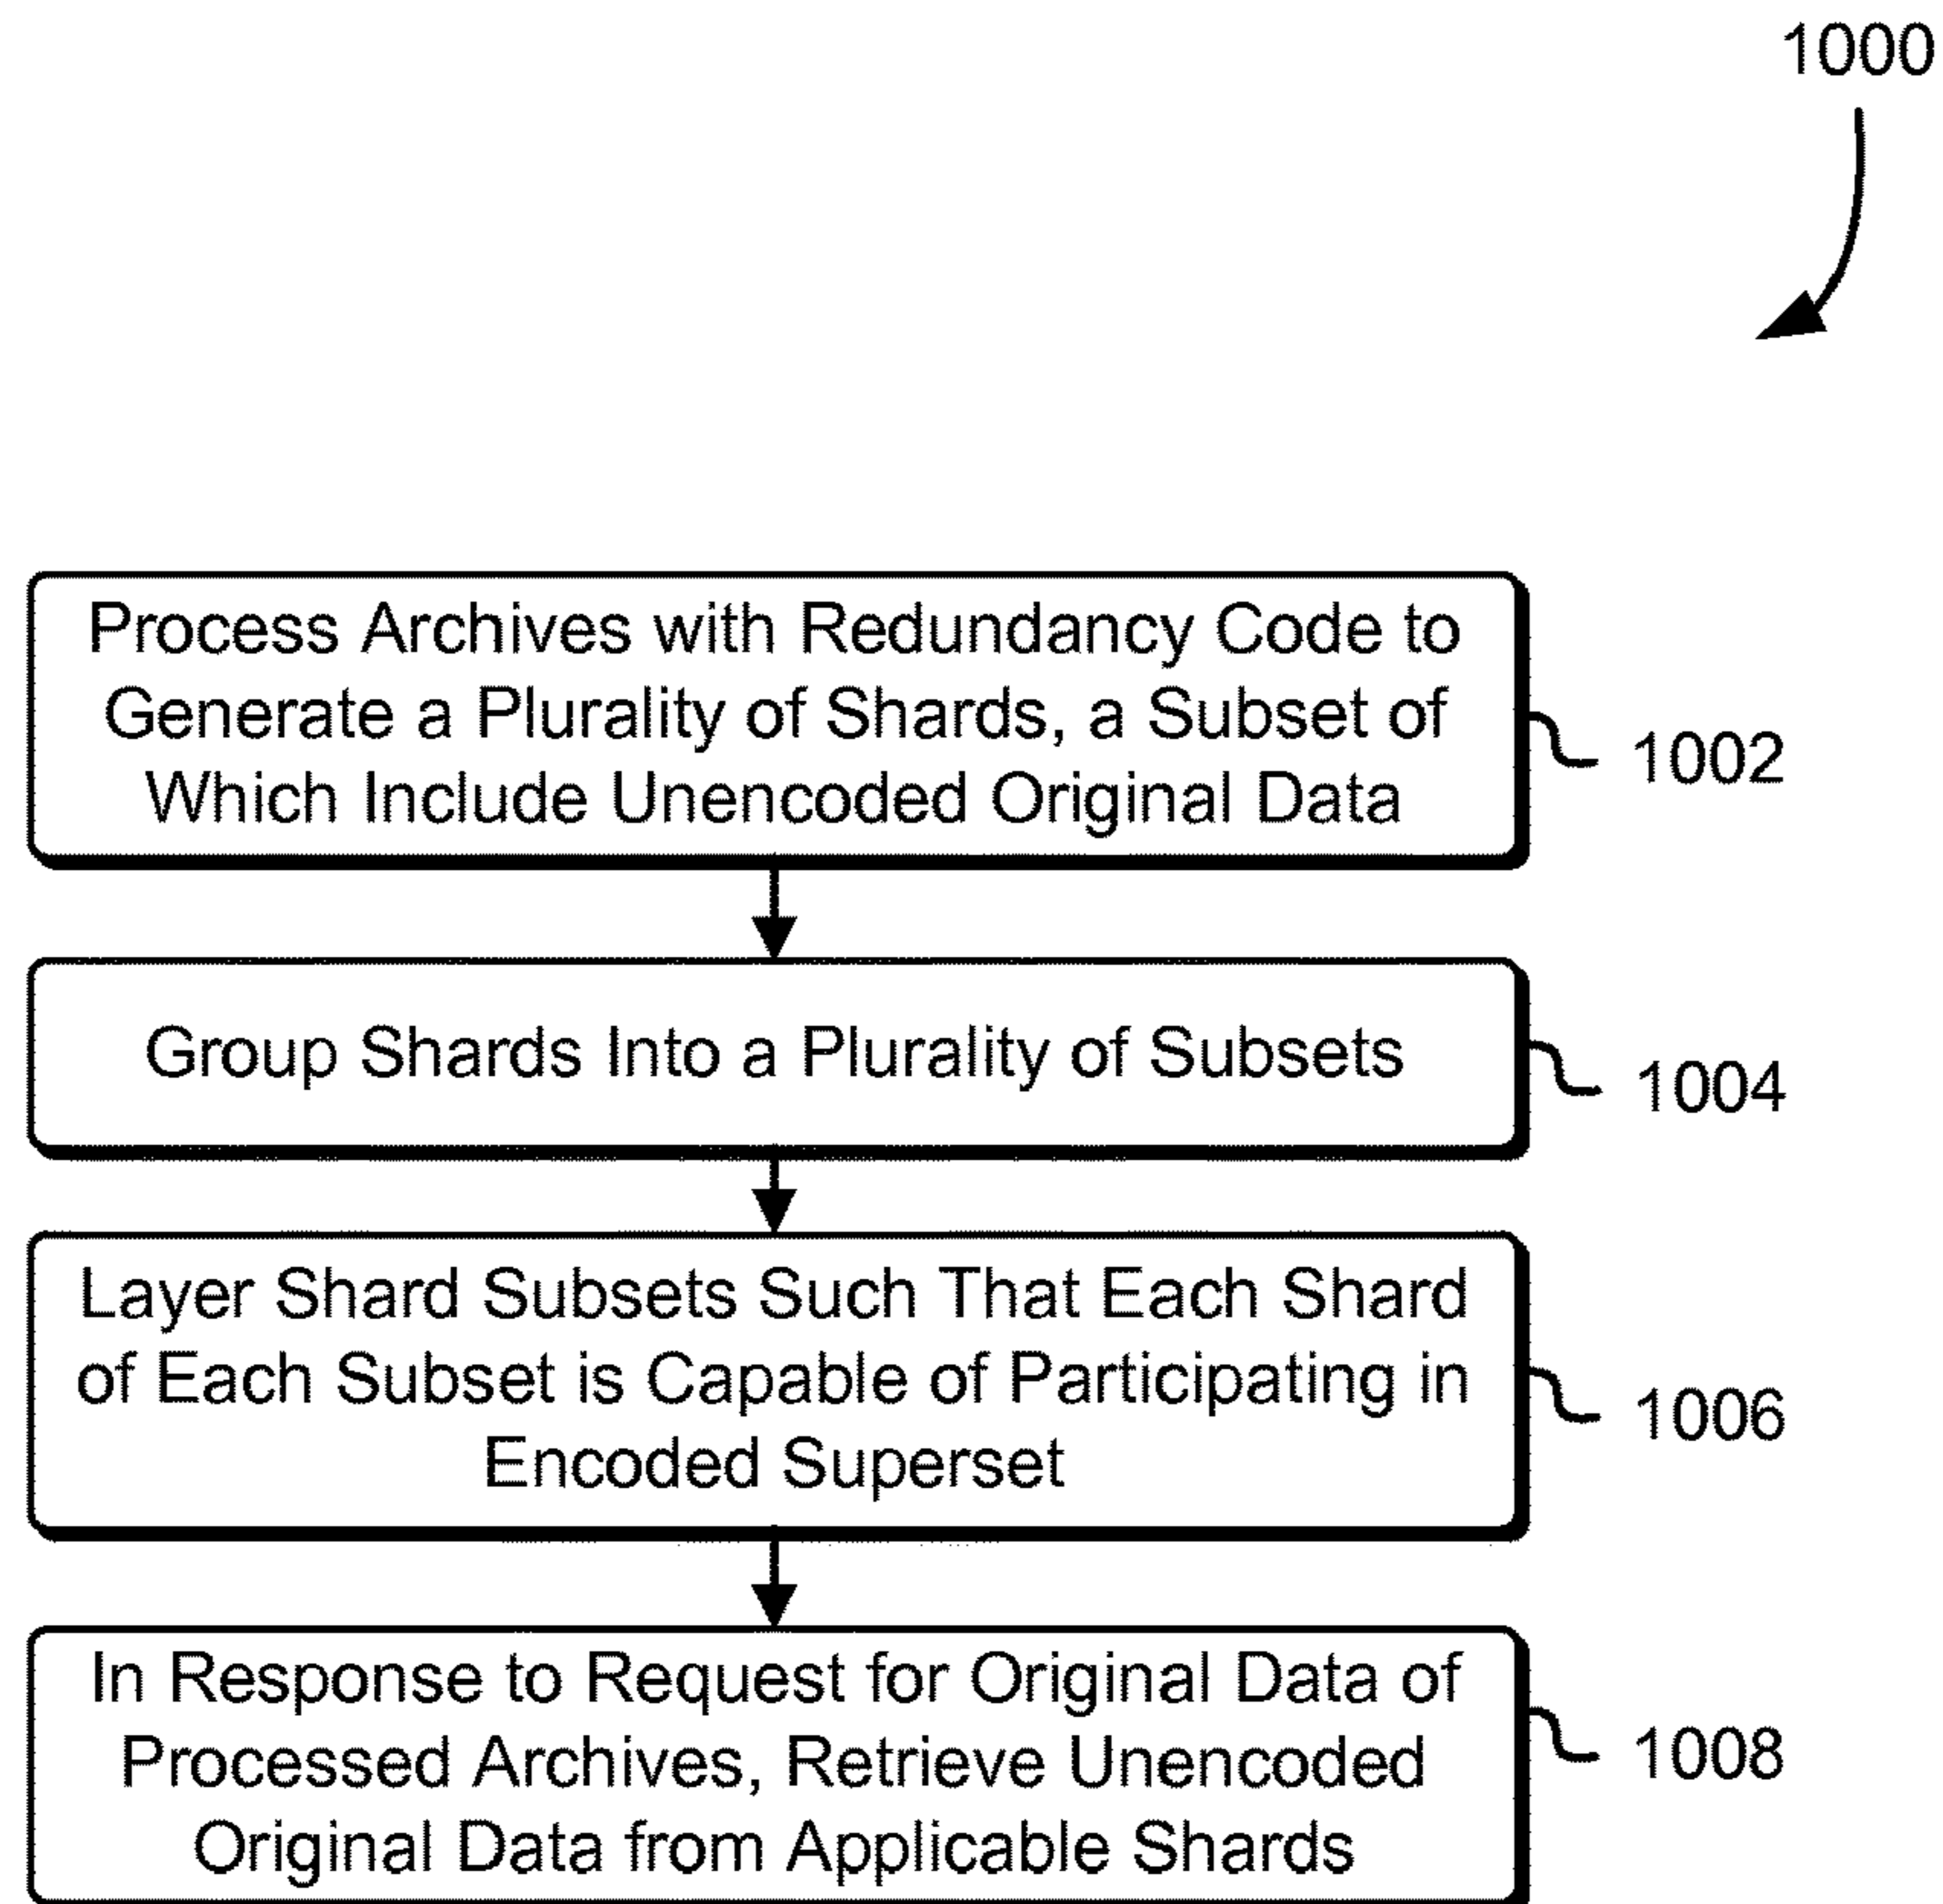 1000
Process Archives with Redundancy Code to
Generate a Plurality of Shards, a Subset of
Which Include Unencoded Original Data
1002
Group Shards Into a Plurality of Subsets
1004
Layer Shard Subsets Such That Each Shard
of Each Subset is Capable of Participating in
Encoded Superset
1006
In Response to Request for Original Data of
Processed Archives, Retrieve Unencoded
Original Data from Applicable Shards
1008